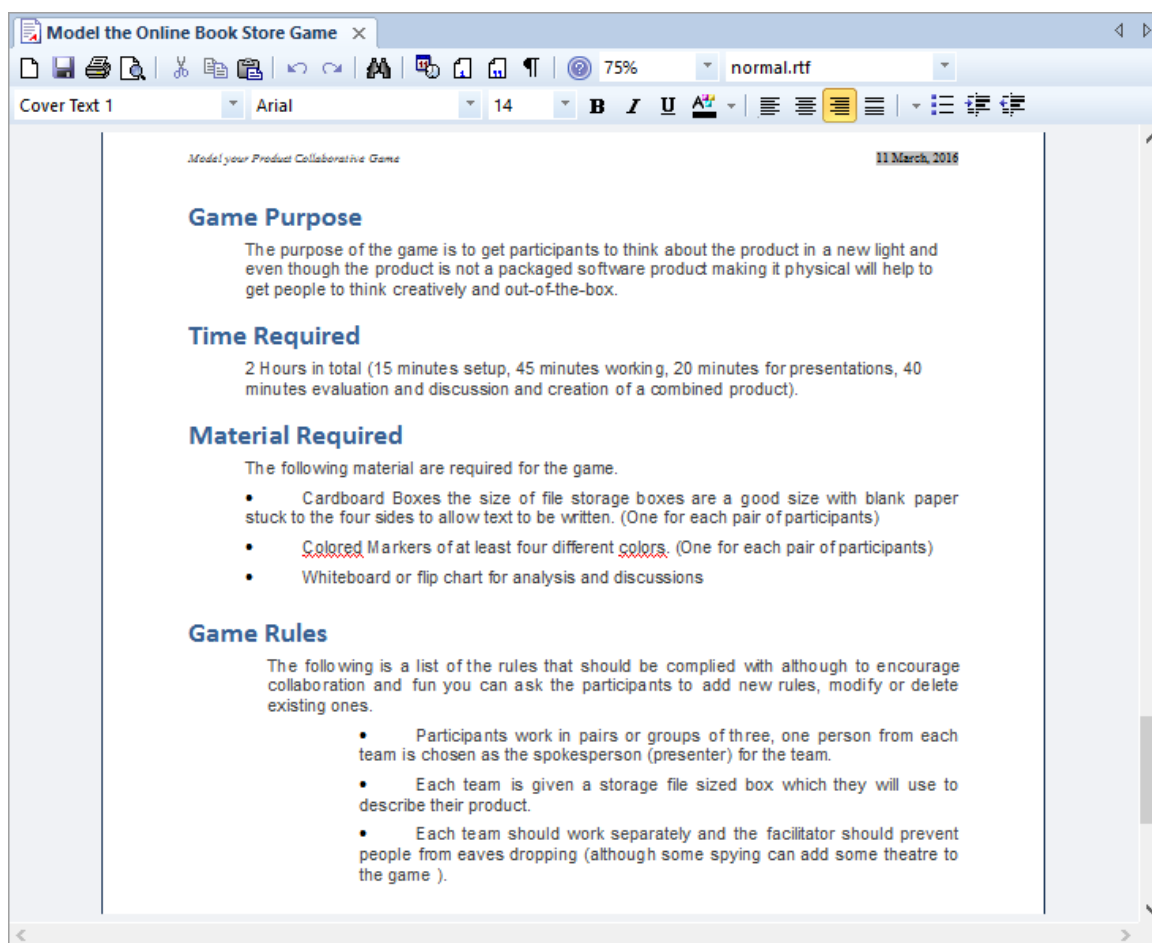 Model the Online Book Store Game
75% normal.rtf
Cover Text 1 Arial 14 B I U A
Model your Product Collaborative Game 11 March, 2016
Game Purpose
The purpose of the game is to get participants to think about the product in a new light and
even though the product is not a packaged software product making it physical will help to
get people to think creatively and out-of-the-box.
Time Required
2 Hours in total (15 minutes setup, 45 minutes working, 20 minutes for presentations, 40
minutes evaluation and discussion and creation of a combined product).
Material Required
The following material are required for the game.
• Cardboard Boxes the size of file storage boxes are a good size with blank paper
stuck to the four sides to allow text to be written. (One for each pair of participants)
• Colored Markers of at least four different colors. (One for each pair of participants)
• Whiteboard or flip chart for analysis and discussions
Game Rules
The following is a list of the rules that should be complied with although to encourage
collaboration and fun you can ask the participants to add new rules, modify or delete
existing ones.
• Participants work in pairs or groups of three, one person from each
team is chosen as the spokesperson (presenter) for the team.
• Each team is given a storage file sized box which they will use to
describe their product.
• Each team should work separately and the facilitator should prevent
people from eaves dropping (although some spying can add some theatre to
the game ).